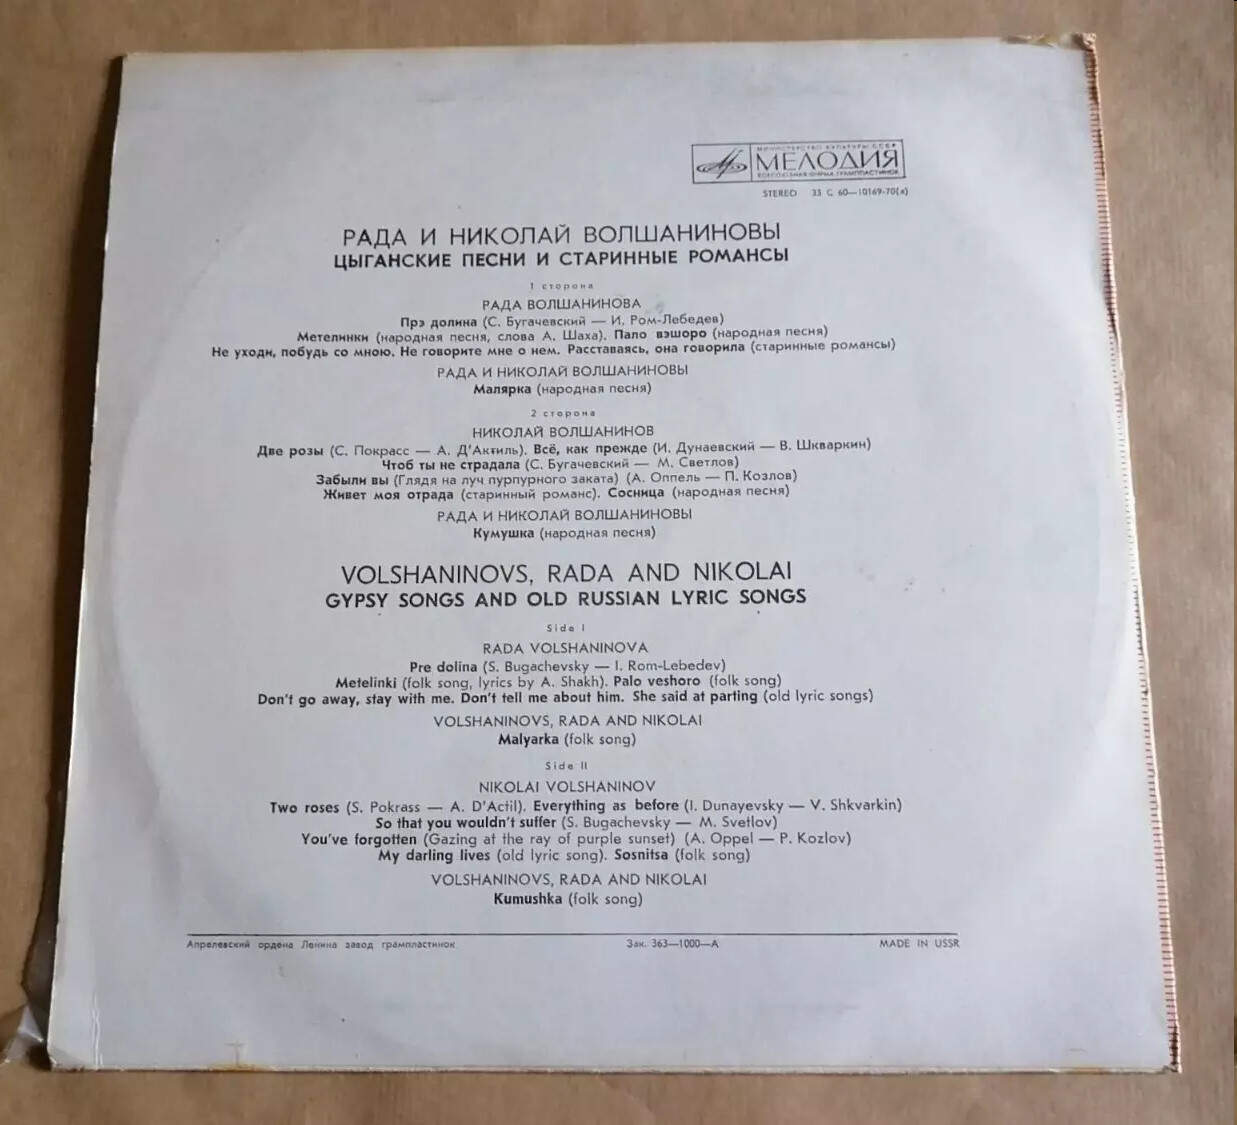 МИНИСТЕРСТВО КУЛЬТУРЫ СССР
МЕЛОДИЯ
ВСЕСОЮЗНАЯ ФИРМА ГРАМПЛАСТИНОК
STEREO 33 С 60—10169-70(а)
РАДА И НИКОЛАЙ ВОЛШАНИНОВЫ
ЦЫГАНСКИЕ ПЕСНИ И СТАРИННЫЕ РОМАНСЫ
1 сторона
РАДА ВОЛШАНИНОВА
Прэ долина (С. Бугачевский — И. Ром-Лебедев)
Метелинки (народная песня, слова А. Шаха). Пало вэшоро (народная песня)
Не уходи, побудь со мною. Не говорите мне о нем. Расставаясь, она говорила (старинные романсы)
РАДА И НИКОЛАЙ ВОЛШАНИНОВЫ
Малярка (народная песня)
2 сторона
НИКОЛАЙ ВОЛШАНИНОВ
Две розы (С. Покрасс — А. Д'Актиль). Всё, как прежде (И. Дунаевский — В. Шкваркин)
Чтоб ты не страдала (С. Бугачевский — М. Светлов)
Забыли вы (Глядя на луч пурпурного заката) (А. Оппель — П. Козлов)
Живет моя отрада (старинный романс). Сосница (народная песня)
РАДА И НИКОЛАЙ ВОЛШАНИНОВЫ
Кумушка (народная песня)
VOLSHANINOVS, RADA AND NIKOLAI
GYPSY SONGS AND OLD RUSSIAN LYRIC SONGS
Side I
RADA VOLSHANINOVA
Pre dolina (S. Bugachevsky — I. Rom-Lebedev)
Metelinki (folk song, lyrics by A. Shakh). Palo veshoro (folk song)
Don't go away, stay with me. Don't tell me about him. She said at parting (old lyric songs)
VOLSHANINOVS, RADA AND NIKOLAI
Malyarka (folk song)
Side II
NIKOLAI VOLSHANINOV
Two roses (S. Pokrass — A. D'Actil). Everything as before (I. Dunayevsky — V. Shkvarkin)
So that you wouldn't suffer (S. Bugachevsky — M. Svetlov)
You've forgotten (Gazing at the ray of purple sunset) (A. Oppel — P. Kozlov)
My darling lives (old lyric song). Sosnitsa (folk song)
VOLSHANINOVS, RADA AND NIKOLAI
Kumushka (folk song)
Апрелевский ордена Ленина завод грампластинок Зак. 363—1000—А MADE IN USSR